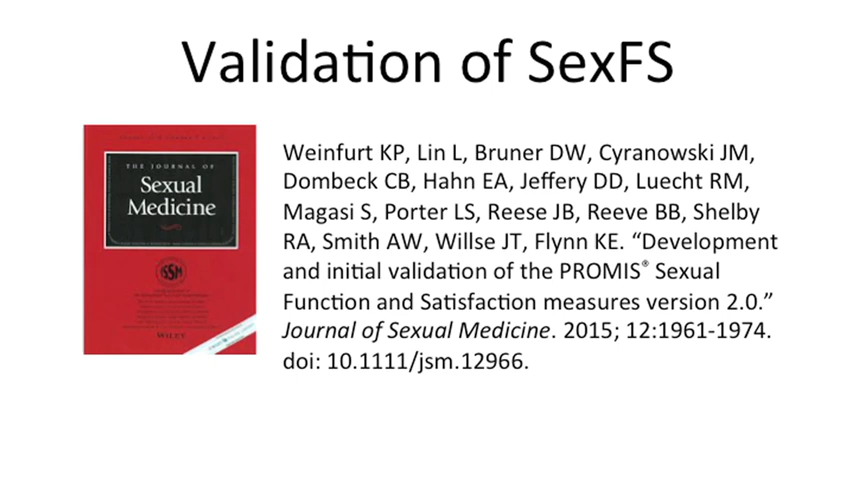 Validation of SexFS
THE JOURNAL OF
Sexual
Medicine
ISSM
WILEY
Weinfurt KP, Lin L, Bruner DW, Cyranowski JM,
Dombeck CB, Hahn EA, Jeffery DD, Luecht RM,
Magasi S, Porter LS, Reese JB, Reeve BB, Shelby
RA, Smith AW, Willse JT, Flynn KE. “Development
and initial validation of the PROMIS® Sexual
Function and Satisfaction measures version 2.0.”
Journal of Sexual Medicine. 2015; 12:1961-1974.
doi: 10.1111/jsm.12966.